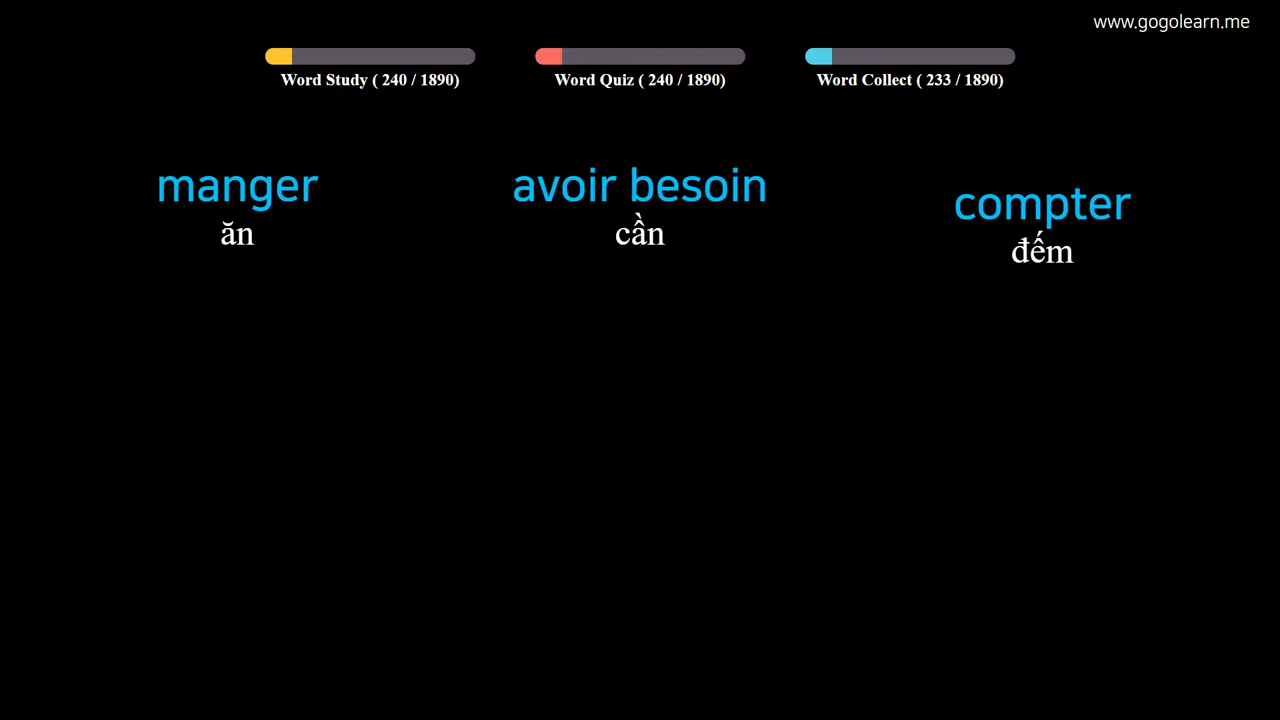 www.gogolearn.me
Word Study ( 240 / 1890)
Word Quiz ( 240 / 1890)
Word Collect ( 233 / 1890)
manger
ăn
avoir besoin
cần
compter
đếm